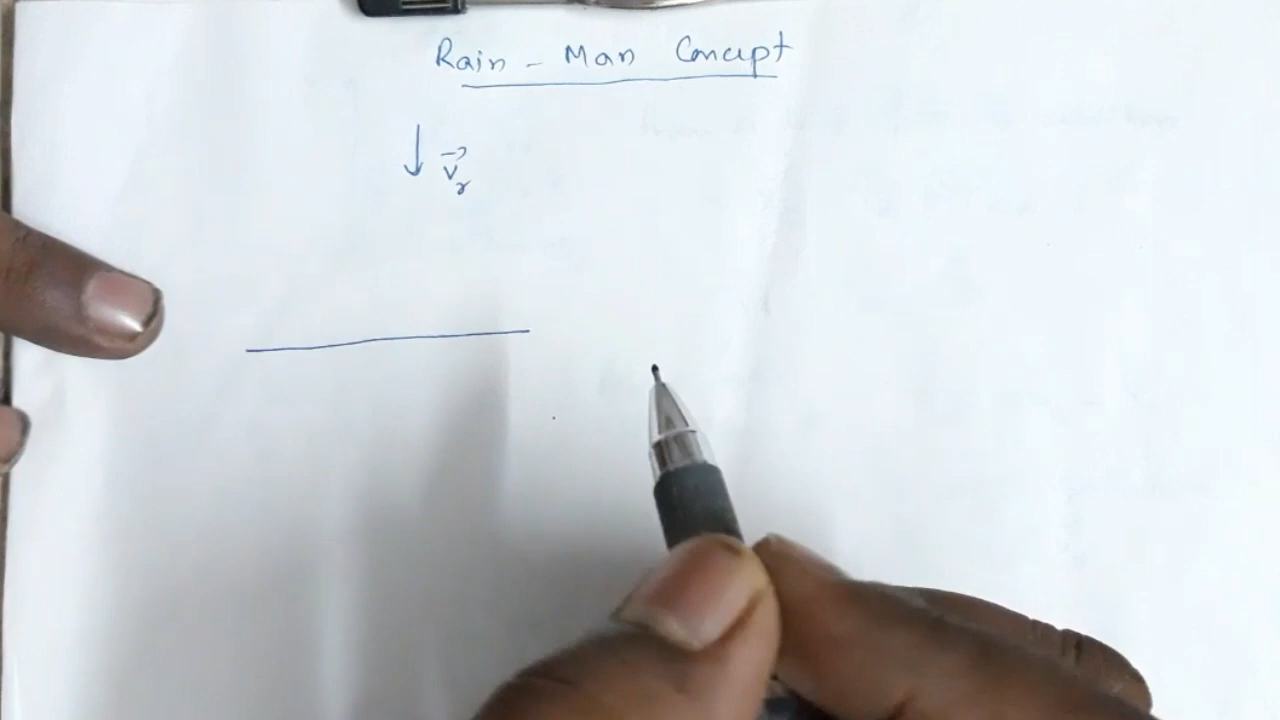 Rain - Man Concept
↓ v⃗ᵣ